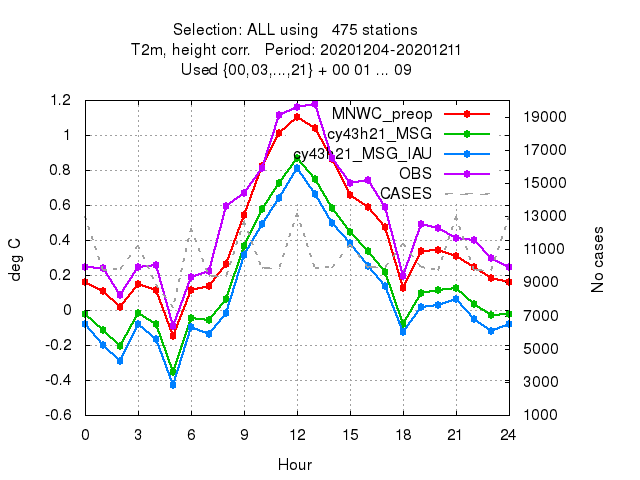 Selection: ALL using   475 stations
T2m, height corr.   Period: 20201204-20201211
Used {00,03,...,21} + 00 01 ... 09
MNWC_preop
cy43h21_MSG
cy43h21_MSG_IAU
OBS
CASES
1.2
1
0.8
0.6
0.4
0.2
0
-0.2
-0.4
-0.6
deg C
19000
17000
15000
13000
11000
9000
7000
5000
3000
1000
No cases
0 3 6 9 12 15 18 21 24
Hour